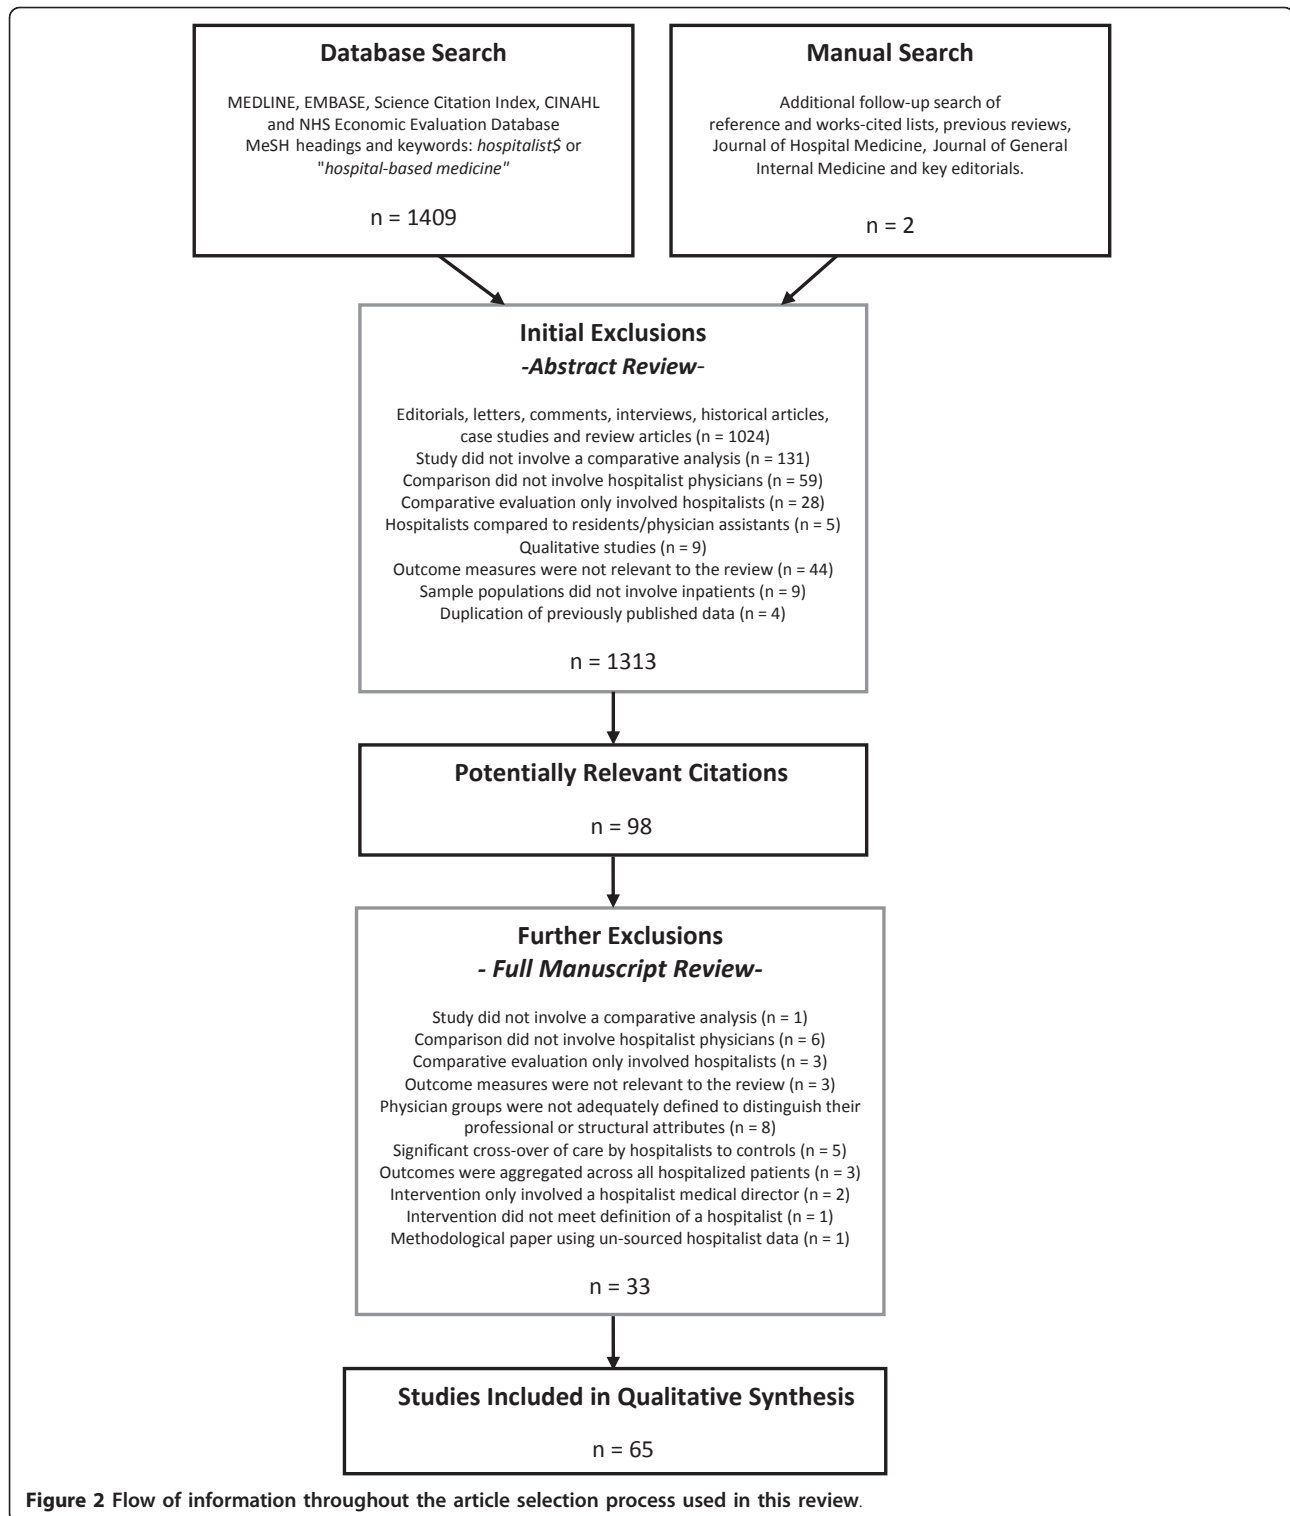 Database Search
MEDLINE, EMBASE, Science Citation Index, CINAHL
and NHS Economic Evaluation Database
MeSH headings and keywords: hospitalist$ or
"hospital-based medicine"
n = 1409
Manual Search
Additional follow-up search of
reference and works-cited lists, previous reviews,
Journal of Hospital Medicine, Journal of General
Internal Medicine and key editorials.
n = 2
Initial Exclusions
-Abstract Review-
Editorials, letters, comments, interviews, historical articles,
case studies and review articles (n = 1024)
Study did not involve a comparative analysis (n = 131)
Comparison did not involve hospitalist physicians (n = 59)
Comparative evaluation only involved hospitalists (n = 28)
Hospitalists compared to residents/physician assistants (n = 5)
Qualitative studies (n = 9)
Outcome measures were not relevant to the review (n = 44)
Sample populations did not involve inpatients (n = 9)
Duplication of previously published data (n = 4)
n = 1313
Potentially Relevant Citations
n = 98
Further Exclusions
- Full Manuscript Review-
Study did not involve a comparative analysis (n = 1)
Comparison did not involve hospitalist physicians (n = 6)
Comparative evaluation only involved hospitalists (n = 3)
Outcome measures were not relevant to the review (n = 3)
Physician groups were not adequately defined to distinguish their
professional or structural attributes (n = 8)
Significant cross-over of care by hospitalists to controls (n = 5)
Outcomes were aggregated across all hospitalized patients (n = 3)
Intervention only involved a hospitalist medical director (n = 2)
Intervention did not meet definition of a hospitalist (n = 1)
Methodological paper using un-sourced hospitalist data (n = 1)
n = 33
Studies Included in Qualitative Synthesis
n = 65
Figure 2 Flow of information throughout the article selection process used in this review.